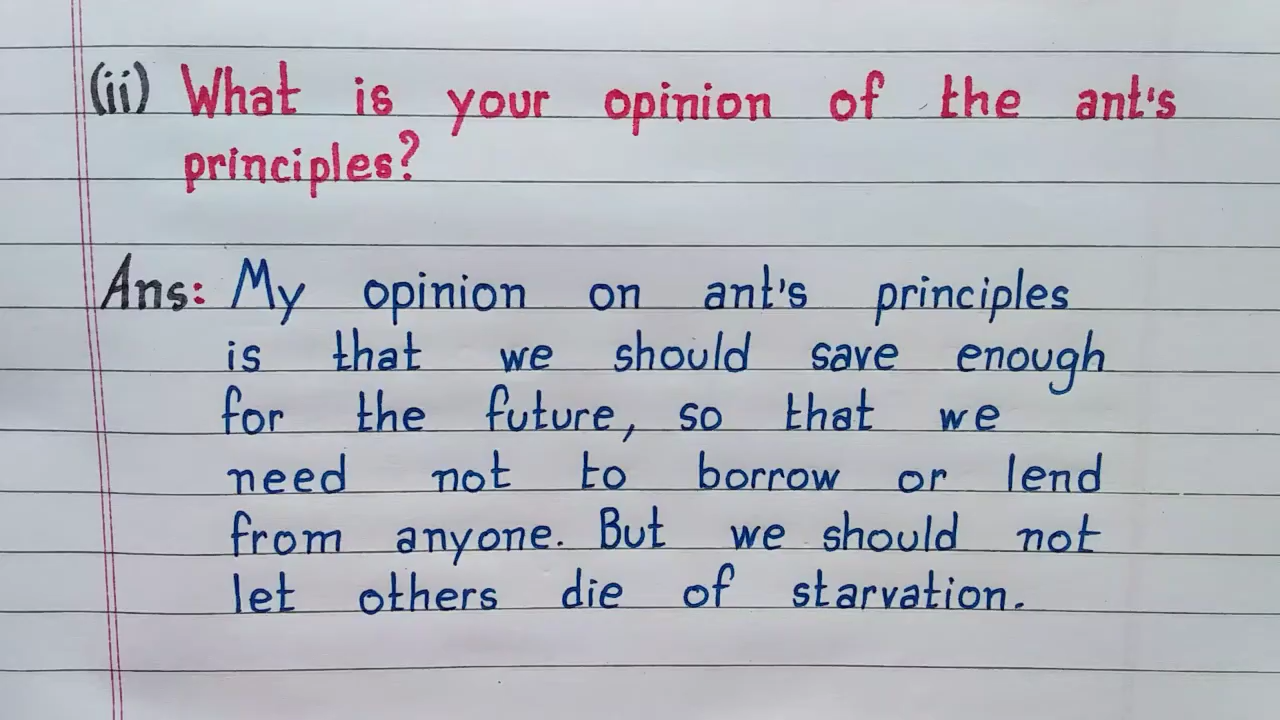 (ii) What is your opinion of the ant's
principles?
Ans: My opinion on ant's principles
is that we should save enough
for the future, so that we
need not to borrow or lend
from anyone. But we should not
let others die of starvation.